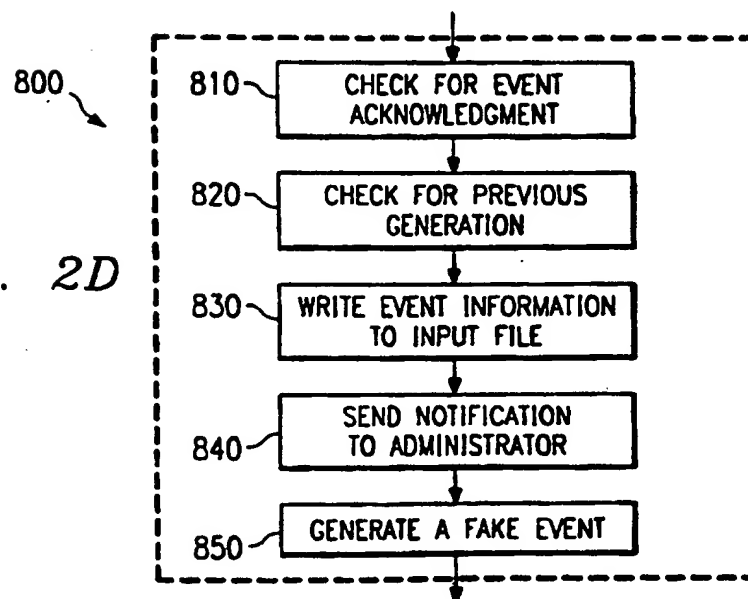 800
810
CHECK FOR EVENT
ACKNOWLEDGMENT
820
CHECK FOR PREVIOUS
GENERATION
. 2D
830
WRITE EVENT INFORMATION
TO INPUT FILE
840
SEND NOTIFICATION
TO ADMINISTRATOR
850
GENERATE A FAKE EVENT